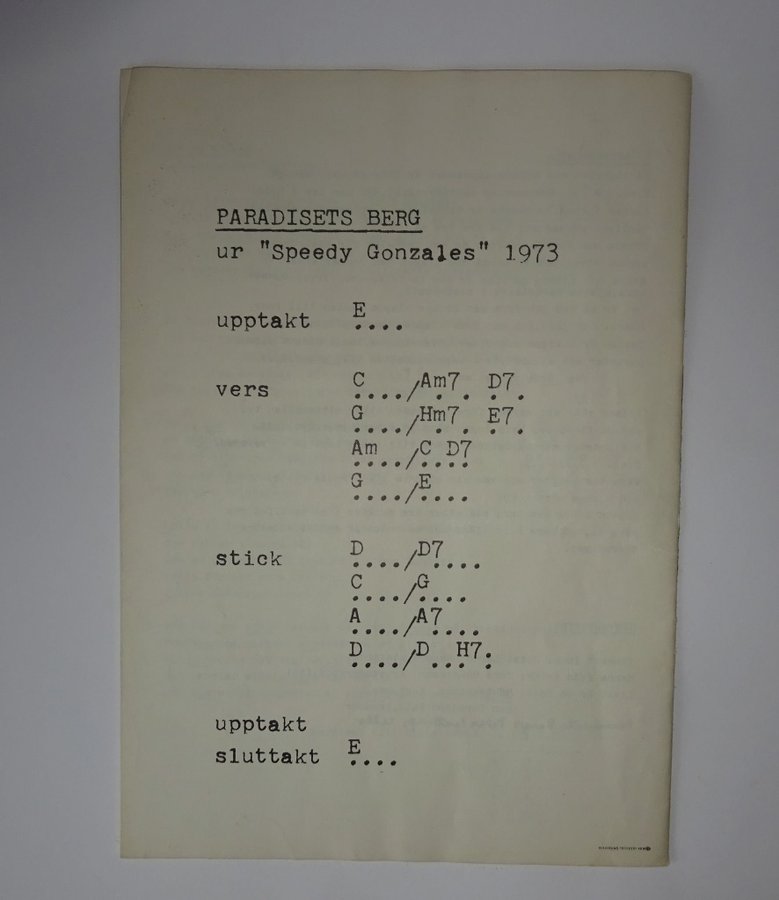 PARADISETS BERG
ur "Speedy Gonzales" 1973
E
upptakt ....
C Am7 D7
vers ..../. . . .
G Hm7 E7
..../. . . .
Am C D7
..../....
G E
..../....
D D7
stick ..../....
C G
..../....
A A7
..../....
D D H7
..../... .
upptakt
E
sluttakt ....